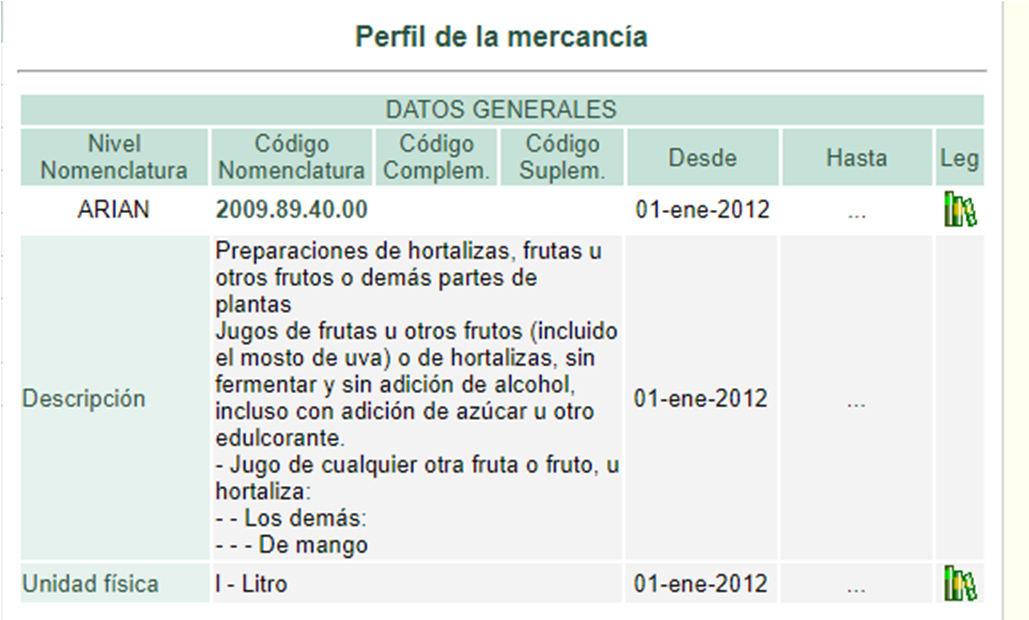 Perfil de la mercancía
DATOS GENERALES
Nivel Nomenclatura Código Nomenclatura Código Complem. Código Suplem. Desde Hasta Leg
ARIAN 2009.89.40.00 01-ene-2012 ...
Descripción
Preparaciones de hortalizas, frutas u
otros frutos o demás partes de
plantas
Jugos de frutas u otros frutos (incluido
el mosto de uva) o de hortalizas, sin
fermentar y sin adición de alcohol,
incluso con adición de azúcar u otro
edulcorante.
- Jugo de cualquier otra fruta o fruto, u
hortaliza:
- - Los demás:
- - - De mango
01-ene-2012 ...
Unidad física l - Litro 01-ene-2012 ...